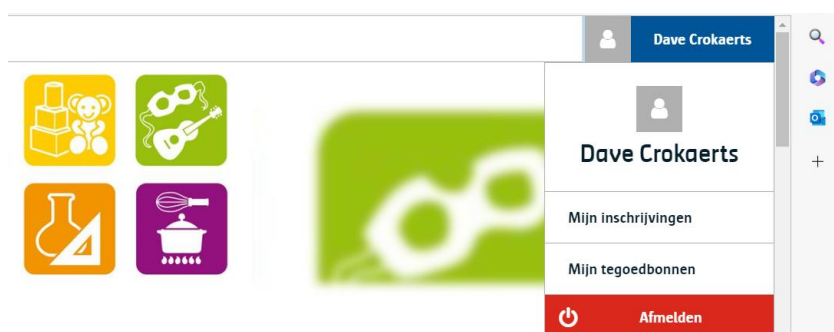 Dave Crokaerts
Dave Crokaerts
Mijn inschrijvingen
Mijn tegoedbonnen
Afmelden